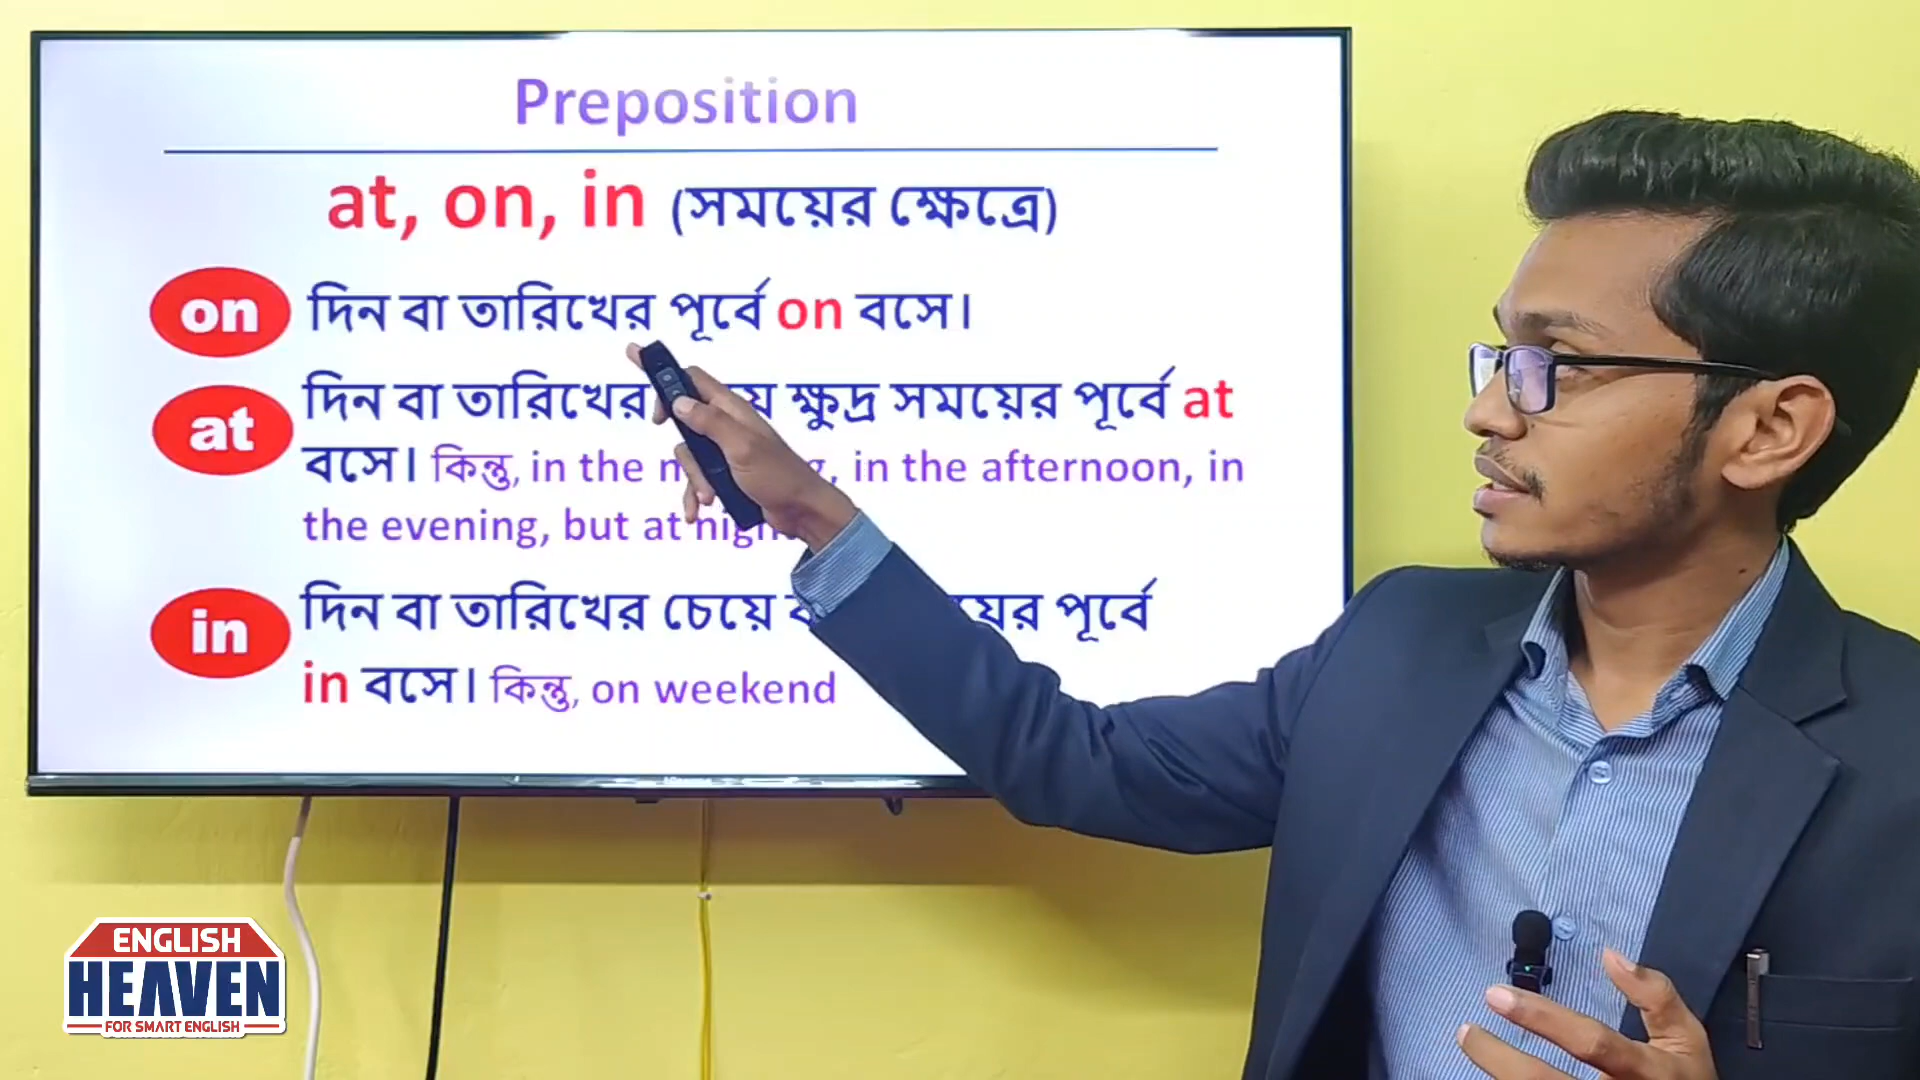 Preposition
at, on, in (সময়ের ক্ষেত্রে)
on দিন বা তারিখের পূর্বে on বসে।
at দিন বা তারিখের ক্ষুদ্র সময়ের পূর্বে at
বসে। কিন্তু, in the in the afternoon, in
the evening, but at
in দিন বা তারিখের চেয়ে পূর্বে
in বসে। কিন্তু, on weekend
ENGLISH
HEAVEN
FOR SMART ENGLISH